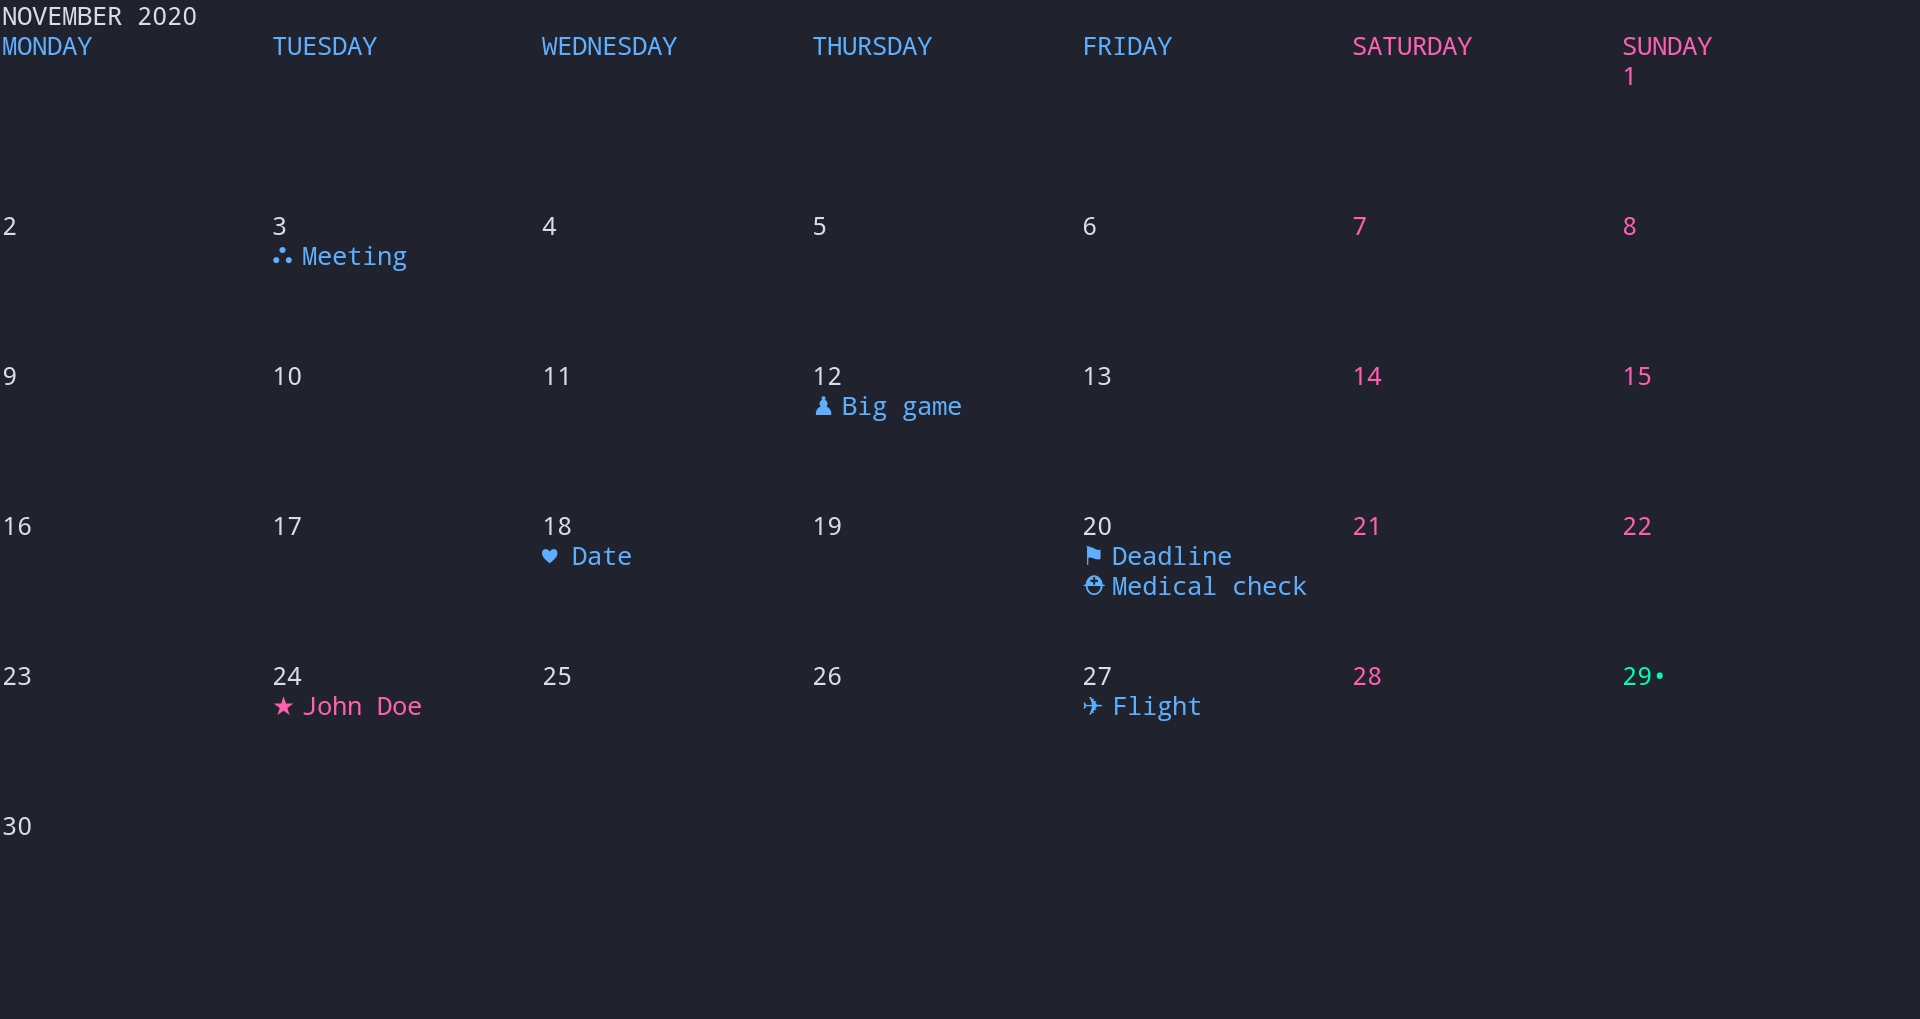 NOVEMBER 2020
MONDAY TUESDAY WEDNESDAY THURSDAY FRIDAY SATURDAY SUNDAY
1
2 3 4 5 6 7 8
⛬ Meeting
9 10 11 12 13 14 15
♟ Big game
16 17 18 19 20 21 22
♥ Date ⚑ Deadline
⛑ Medical check
23 24 25 26 27 28 29•
★ John Doe ✈ Flight
30